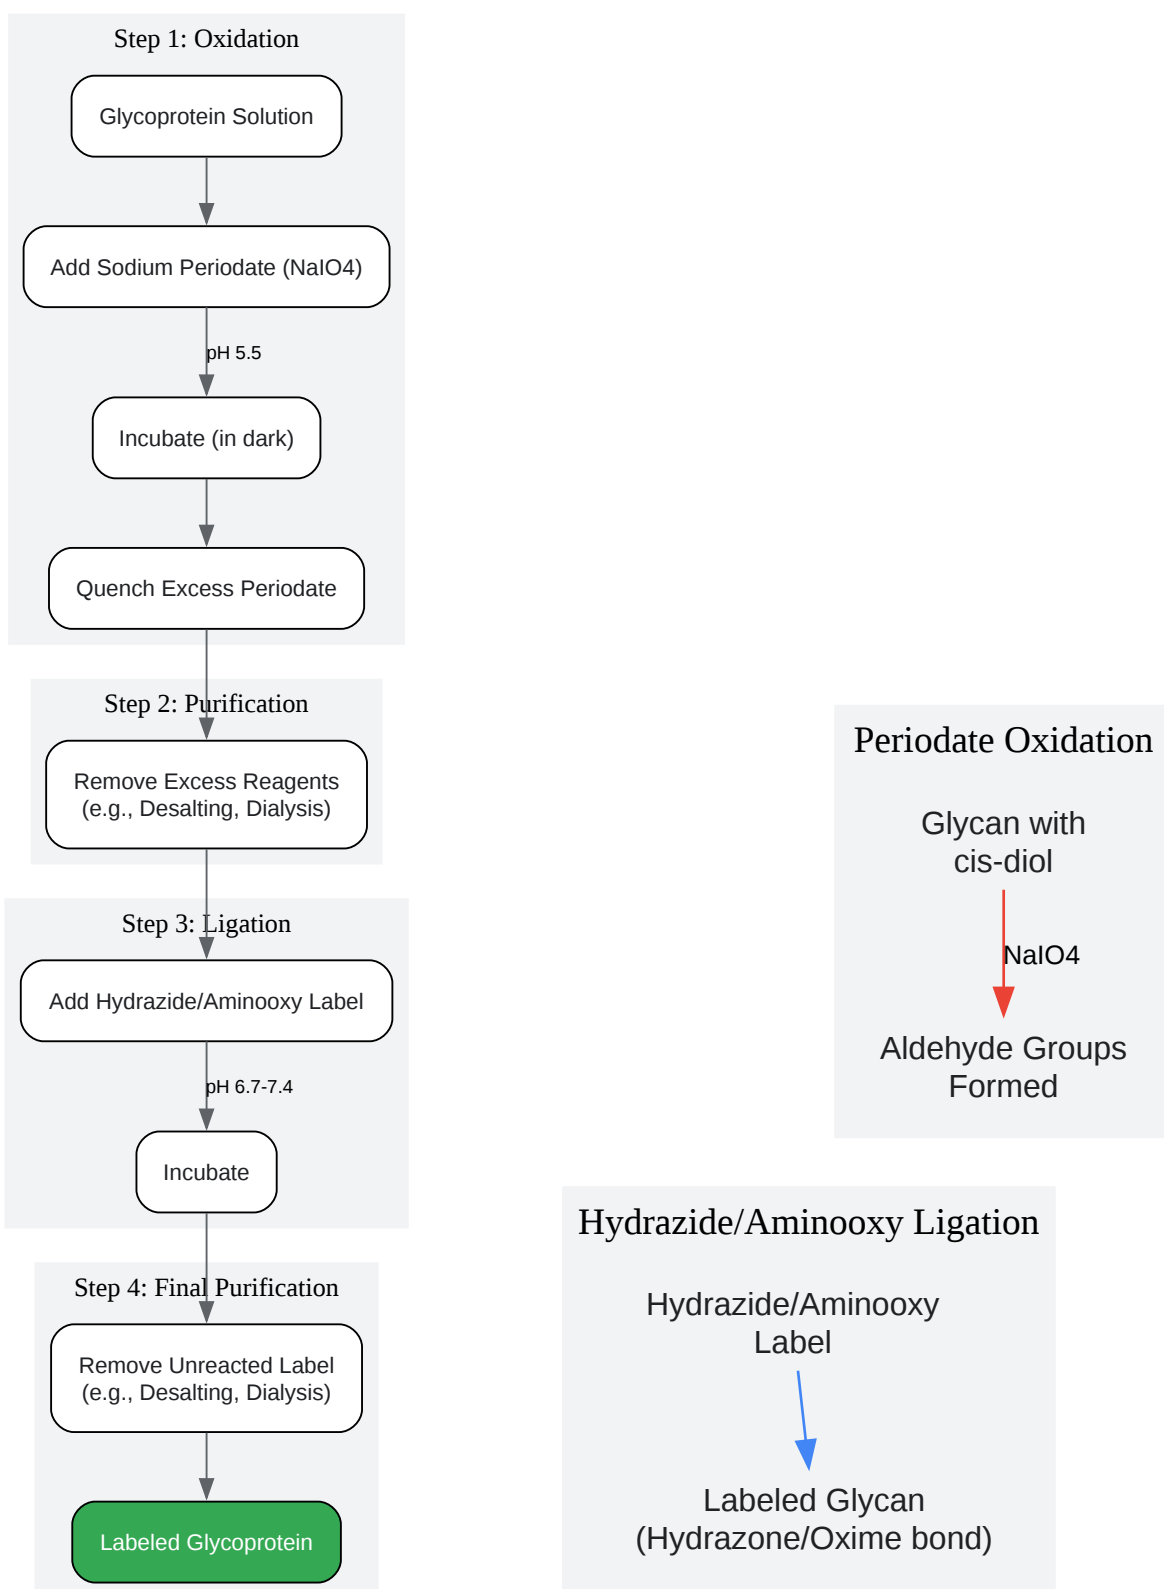 Step 1: Oxidation
Glycoprotein Solution
Add Sodium Periodate (NaIO4)
pH 5.5
Incubate (in dark)
Quench Excess Periodate
Step 2: Purification
Remove Excess Reagents
(e.g., Desalting, Dialysis)
Step 3: Ligation
Add Hydrazide/Aminooxy Label
pH 6.7-7.4
Incubate
Step 4: Final Purification
Remove Unreacted Label
(e.g., Desalting, Dialysis)
Labeled Glycoprotein
Periodate Oxidation
Glycan with
cis-diol
NaIO4
Aldehyde Groups
Formed
Hydrazide/Aminooxy Ligation
Hydrazide/Aminooxy
Label
Labeled Glycan
(Hydrazone/Oxime bond)